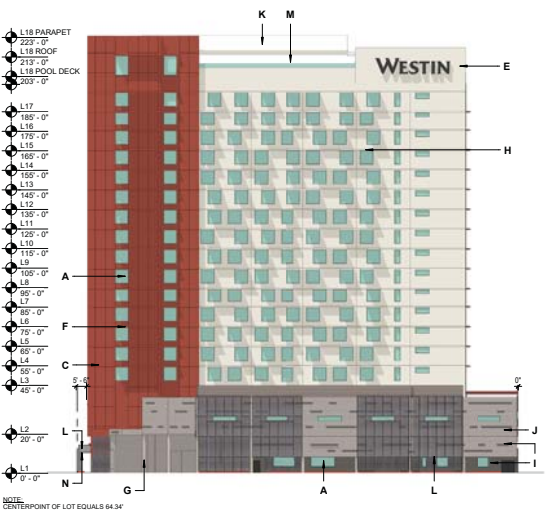 K
M
L18 PARAPET
223' - 0"
L18 ROOF
213' - 0"
L18 POOL DECK
203' - 0"
WESTIN
E
L17
185' - 0"
L16
175' - 0"
L15
165' - 0"
H
L14
155' - 0"
L13
145' - 0"
L12
135' - 0"
L11
125' - 0"
L10
115' - 0"
L9
105' - 0"
A
L8
95' - 0"
L7
85' - 0"
L6
75' - 0"
F
L5
65' - 0"
L4
55' - 0"
C
L3
45' - 0"
5' - 6"
0"
L2
20' - 0"
L
J
I
I
L1
0' - 0"
N
G
A
L
NOTE:
CENTERPOINT OF LOT EQUALS 64.34'